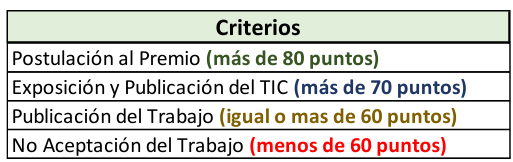 Criterios
Postulación al Premio (más de 80 puntos)
Exposición y Publicación del TIC (más de 70 puntos)
Publicación del Trabajo (igual o mas de 60 puntos)
No Aceptación del Trabajo (menos de 60 puntos)